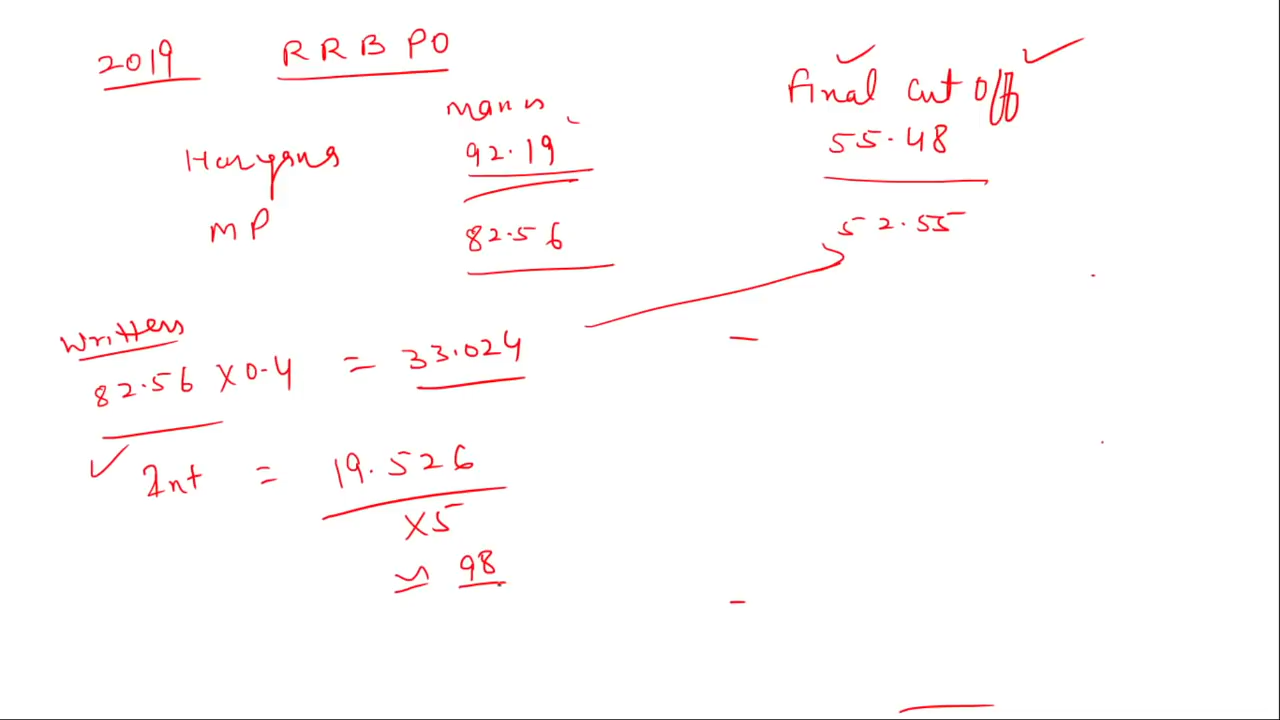 2019 RRB PO
Mains Final cut off
Haryana 92.19 55.48
MP 82.56 52.55
Written
82.56 X 0.4 = 33.024
Int = 19.526
X5
≈ 98